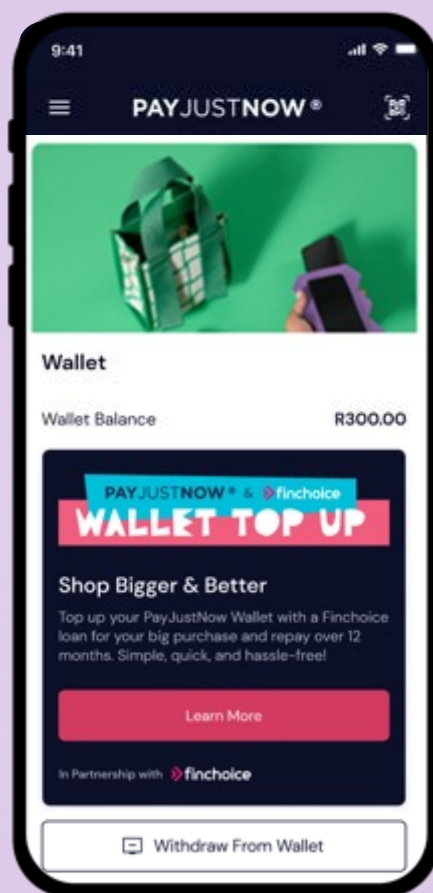 9:41
PAYJUSTNOW®
Wallet
Wallet Balance R300.00
PAYJUSTNOW® & finchoice
WALLET TOP UP
Shop Bigger & Better
Top up your PayJustNow Wallet with a Finchoice
loan for your big purchase and repay over 12
months. Simple, quick, and hassle-free!
Learn More
In Partnership with finchoice
Withdraw From Wallet